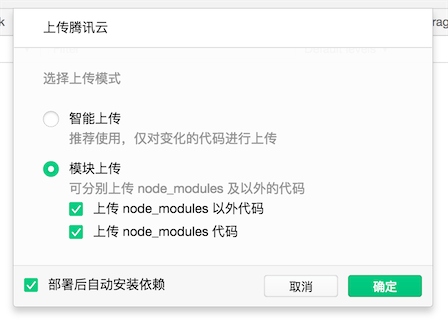 上传腾讯云
选择上传模式
智能上传
推荐使用，仅对变化的代码进行上传
模块上传
可分别上传 node_modules 及以外的代码
上传 node_modules 以外代码
上传 node_modules 代码
部署后自动安装依赖
取消
确定